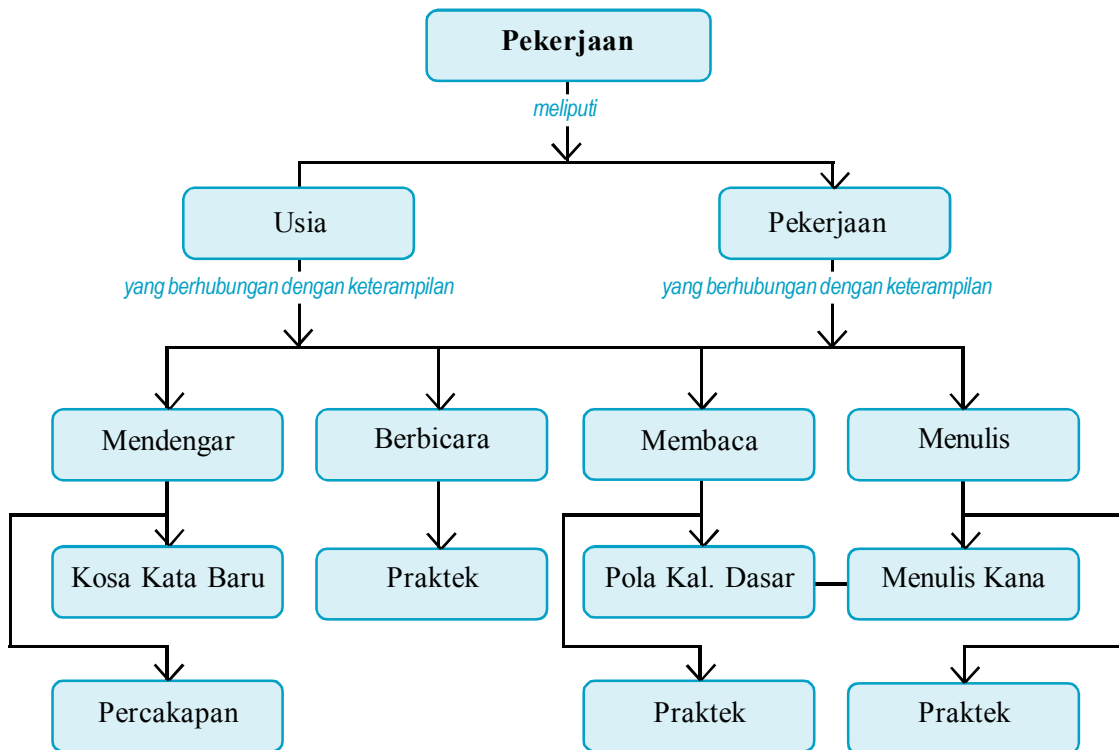 Pekerjaan
meliputi
Usia
Pekerjaan
yang berhubungan dengan keterampilan
yang berhubungan dengan keterampilan
Mendengar
Berbicara
Membaca
Menulis
Kosa Kata Baru
Praktek
Pola Kal. Dasar
Menulis Kana
Percakapan
Praktek
Praktek